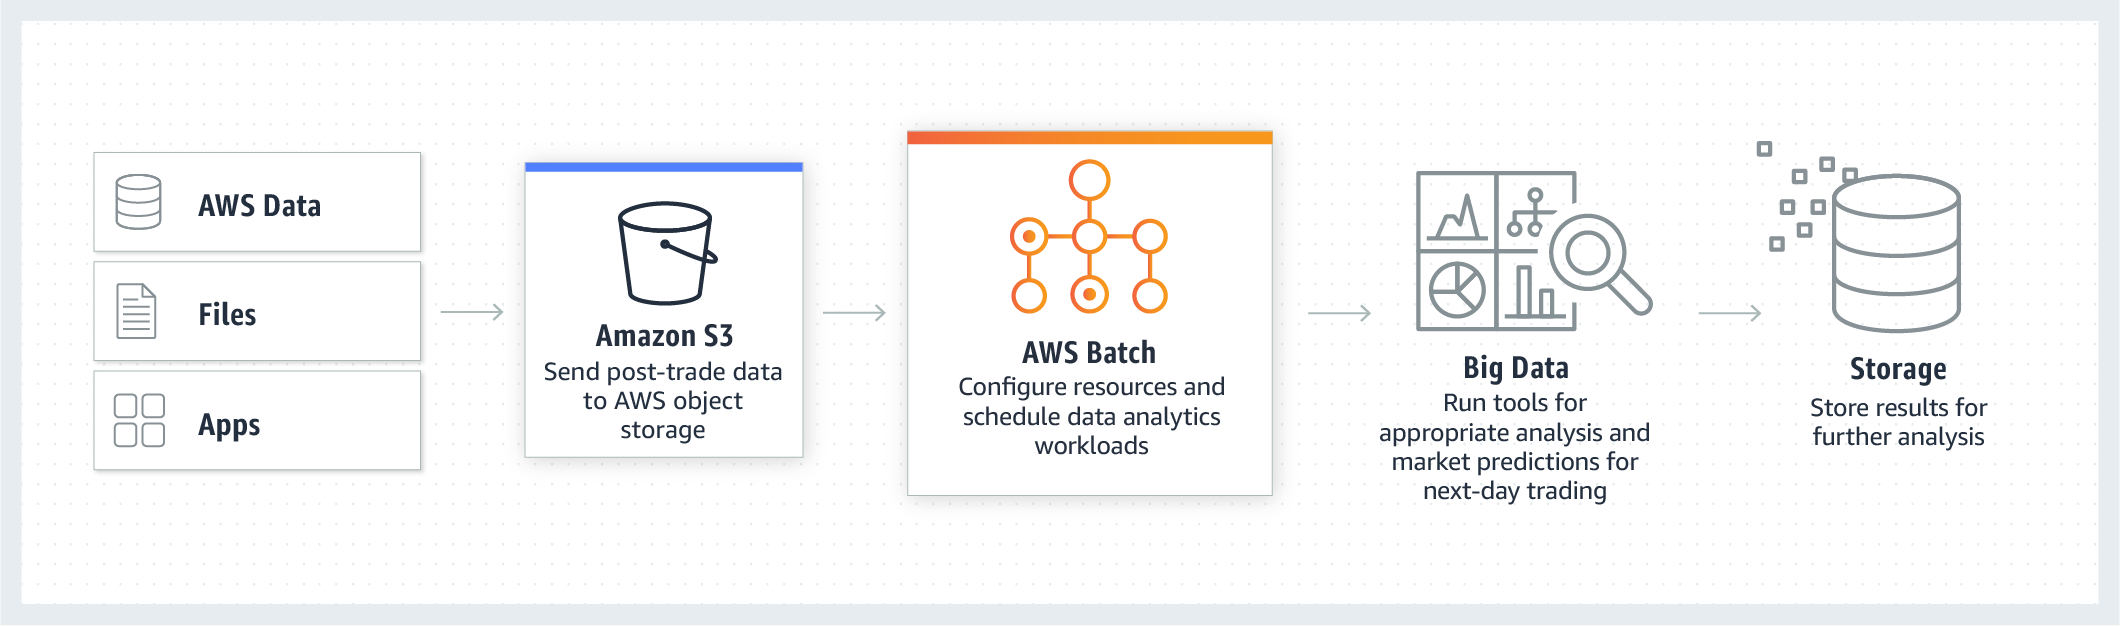 AWS Data
Files
Apps
Amazon S3
Send post-trade data
to AWS object
storage
AWS Batch
Configure resources and
schedule data analytics
workloads
Big Data
Run tools for
appropriate analysis and
market predictions for
next-day trading
Storage
Store results for
further analysis